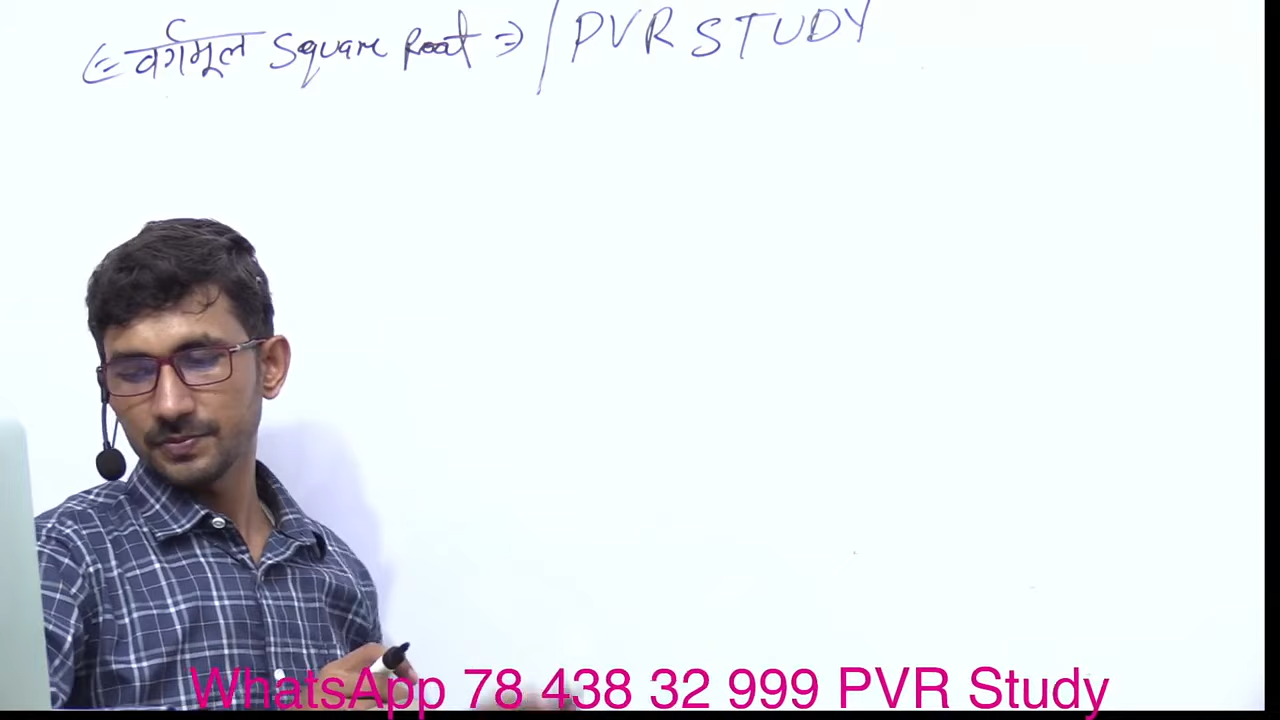 (= वर्गमूल Square Root => / PVR STUDY
WhatsApp 78 438 32 999 PVR Study